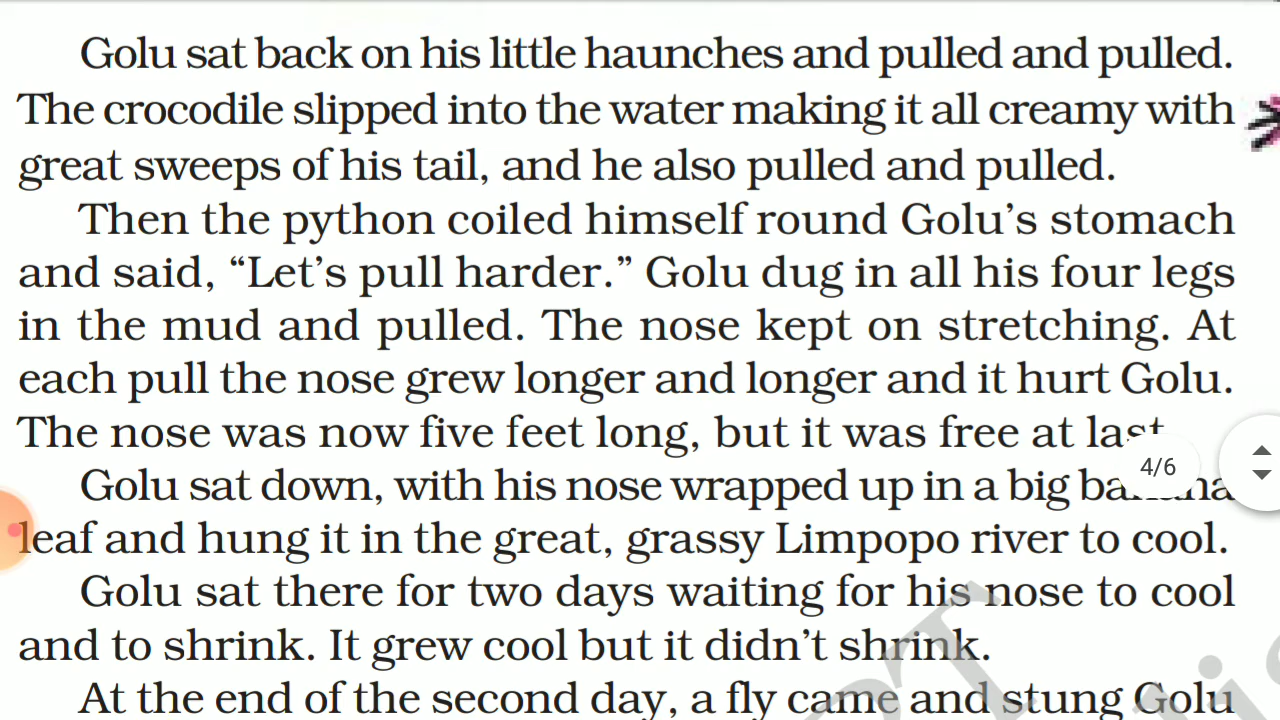 Golu sat back on his little haunches and pulled and pulled.
The crocodile slipped into the water making it all creamy with
great sweeps of his tail, and he also pulled and pulled.
Then the python coiled himself round Golu’s stomach
and said, “Let’s pull harder.” Golu dug in all his four legs
in the mud and pulled. The nose kept on stretching. At
each pull the nose grew longer and longer and it hurt Golu.
The nose was now five feet long, but it was free at last
4/6
Golu sat down, with his nose wrapped up in a big banana
leaf and hung it in the great, grassy Limpopo river to cool.
Golu sat there for two days waiting for his nose to cool
and to shrink. It grew cool but it didn’t shrink.
At the end of the second day, a fly came and stung Golu